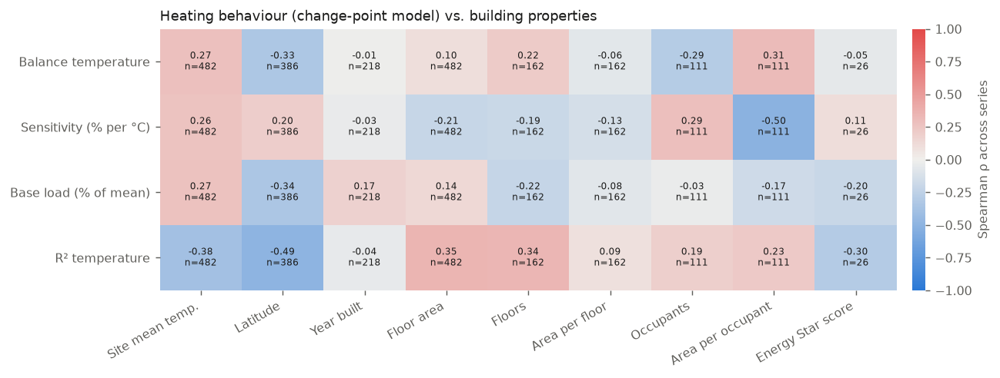 Heating behaviour (change-point model) vs. building properties
Balance temperature
0.27 -0.33 -0.01 0.10 0.22 -0.06 -0.29 0.31 -0.05
n=482 n=386 n=218 n=482 n=162 n=162 n=111 n=111 n=26
Sensitivity (% per °C)
0.26 0.20 -0.03 -0.21 -0.19 -0.13 0.29 -0.50 0.11
n=482 n=386 n=218 n=482 n=162 n=162 n=111 n=111 n=26
Base load (% of mean)
0.27 -0.34 0.17 0.14 -0.22 -0.08 -0.03 -0.17 -0.20
n=482 n=386 n=218 n=482 n=162 n=162 n=111 n=111 n=26
R² temperature
-0.38 -0.49 -0.04 0.35 0.34 0.09 0.19 0.23 -0.30
n=482 n=386 n=218 n=482 n=162 n=162 n=111 n=111 n=26
Site mean temp.
Latitude
Year built
Floor area
Floors
Area per floor
Occupants
Area per occupant
Energy Star score
1.00
0.75
0.50
0.25
0.00
−0.25
−0.50
−0.75
−1.00
Spearman ρ across series